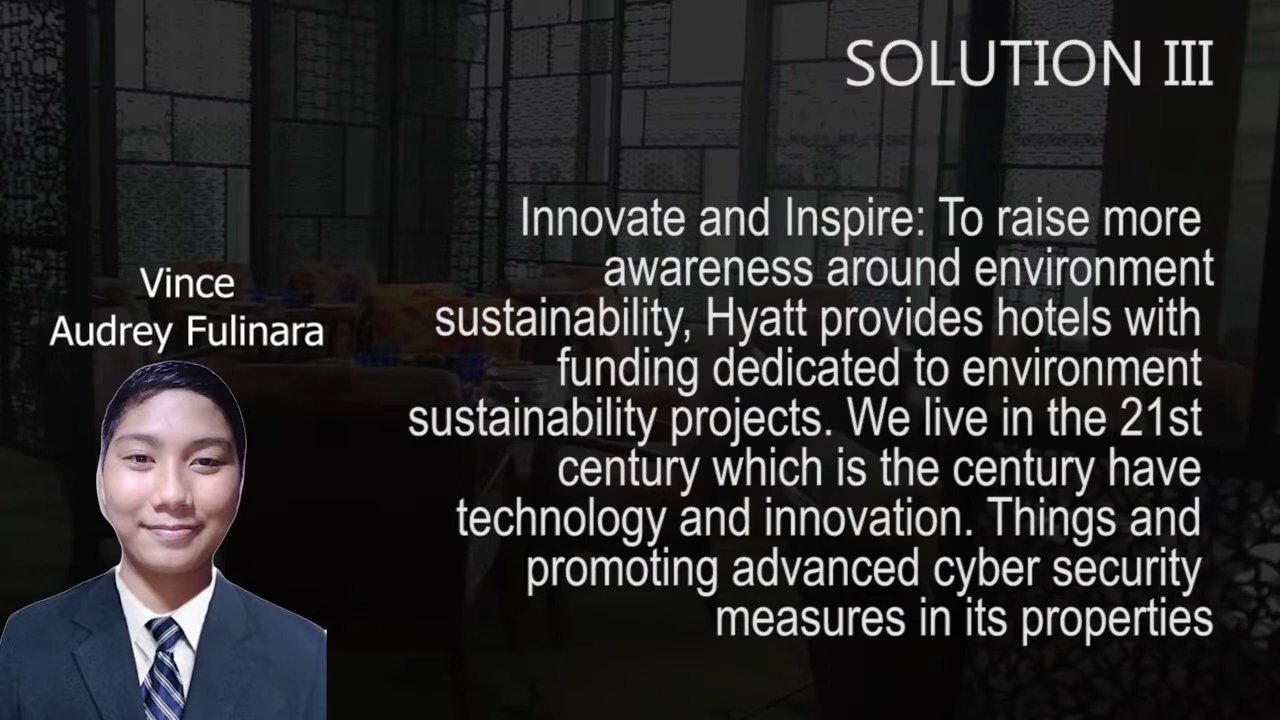 SOLUTION III
Innovate and Inspire: To raise more
awareness around environment
sustainability, Hyatt provides hotels with
funding dedicated to environment
sustainability projects. We live in the 21st
century which is the century have
technology and innovation. Things and
promoting advanced cyber security
measures in its properties
Vince
Audrey Fulinara